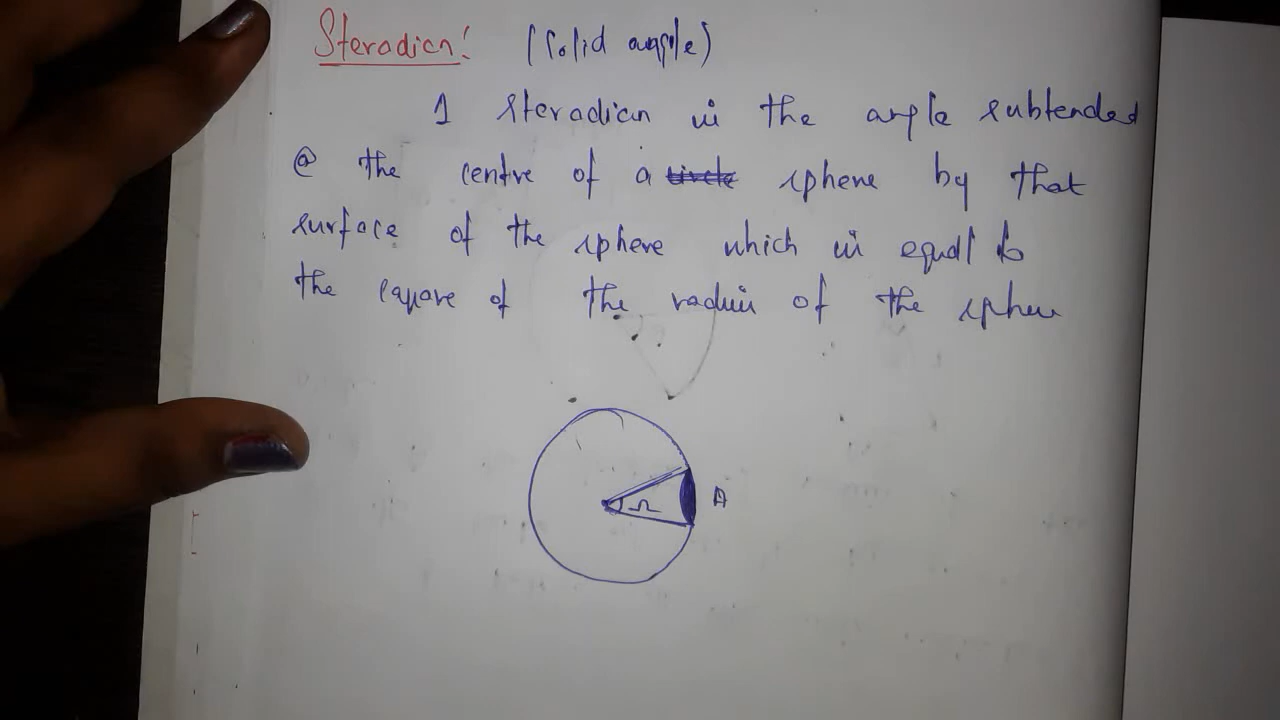 Steradian: (Solid angle)
1 steradian is the angle subtended
@ the centre of a circle sphere by that
surface of the sphere which is equal to
the square of the radius of the sphere
Ω A